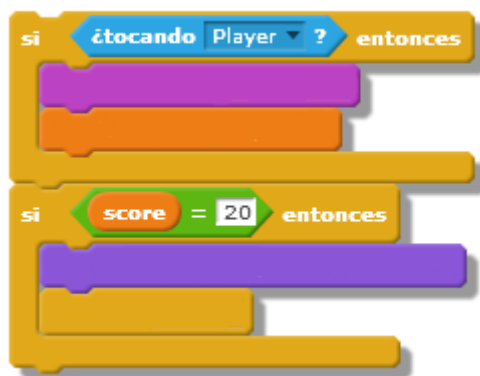 si ¿tocando Player ? entonces
si score = 20 entonces